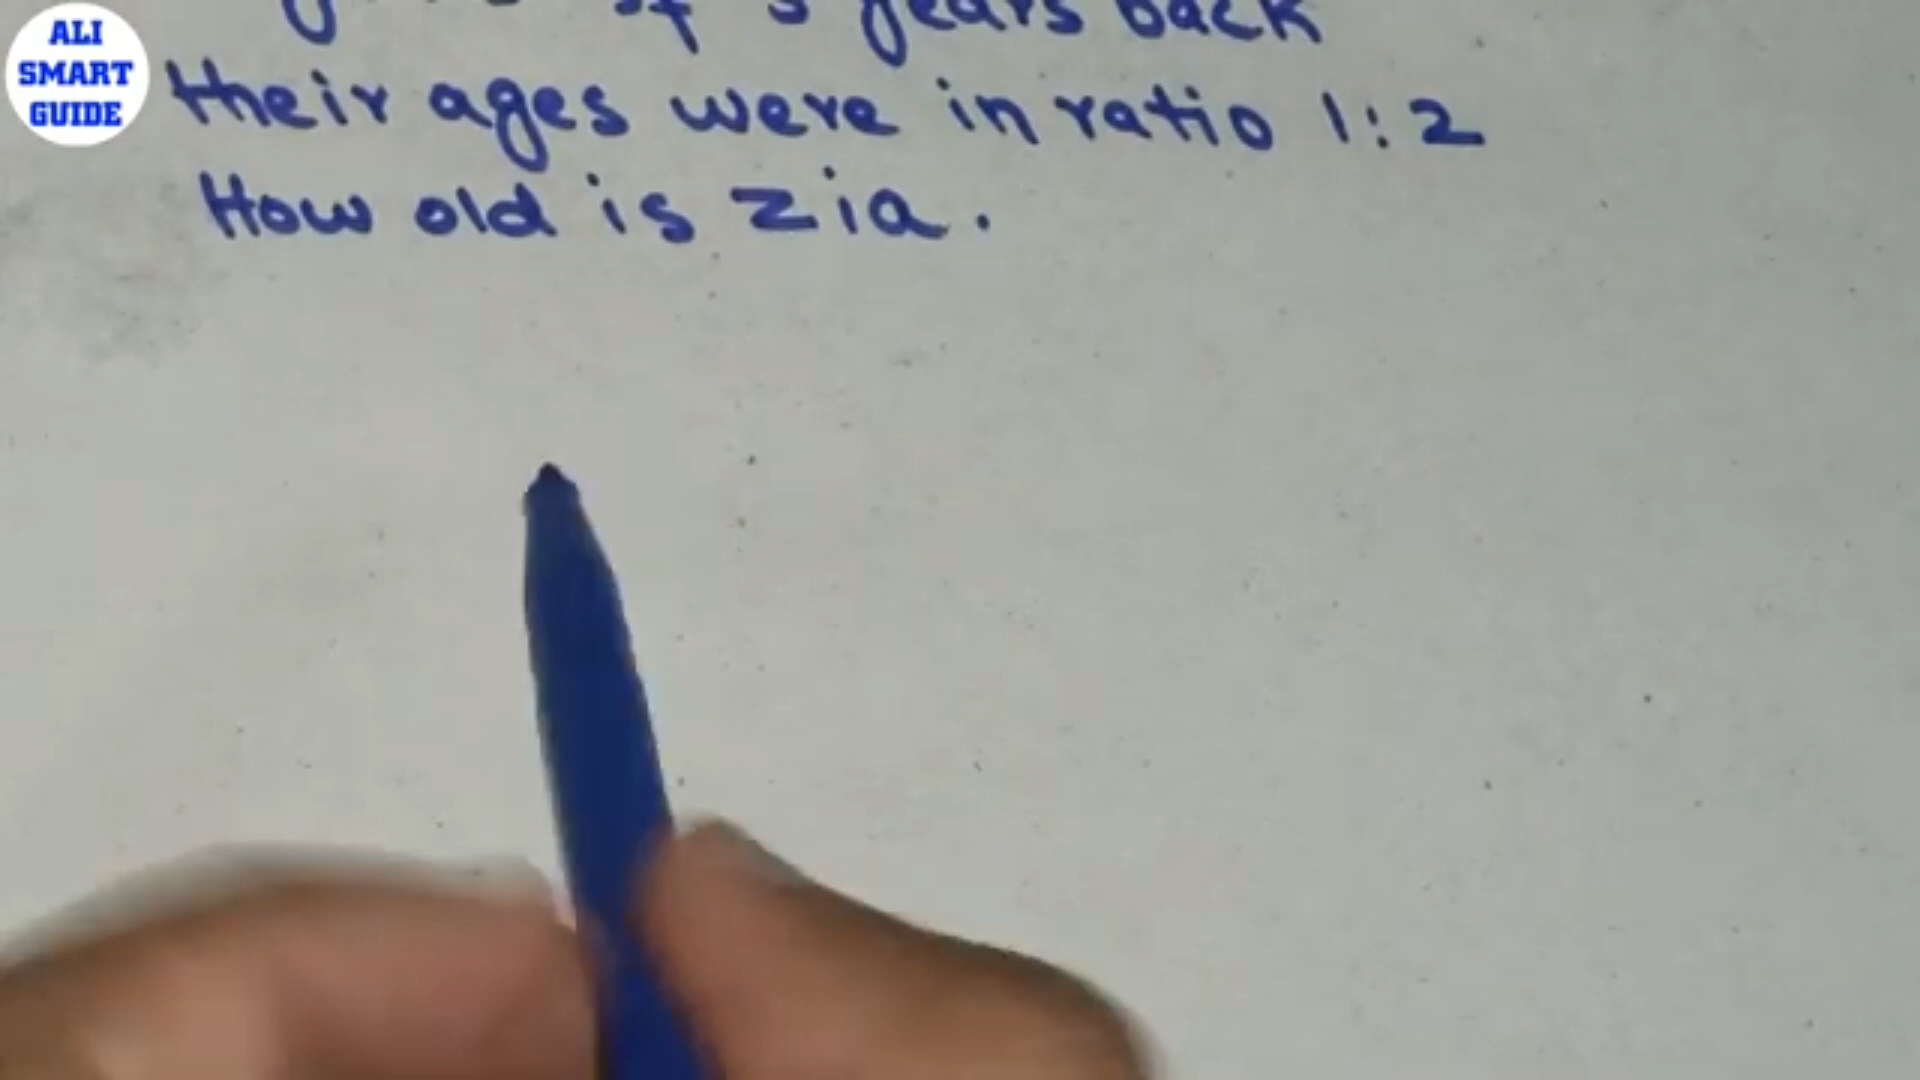 ALI
SMART
GUIDE
years back
their ages were in ratio 1:2
How old is zia.